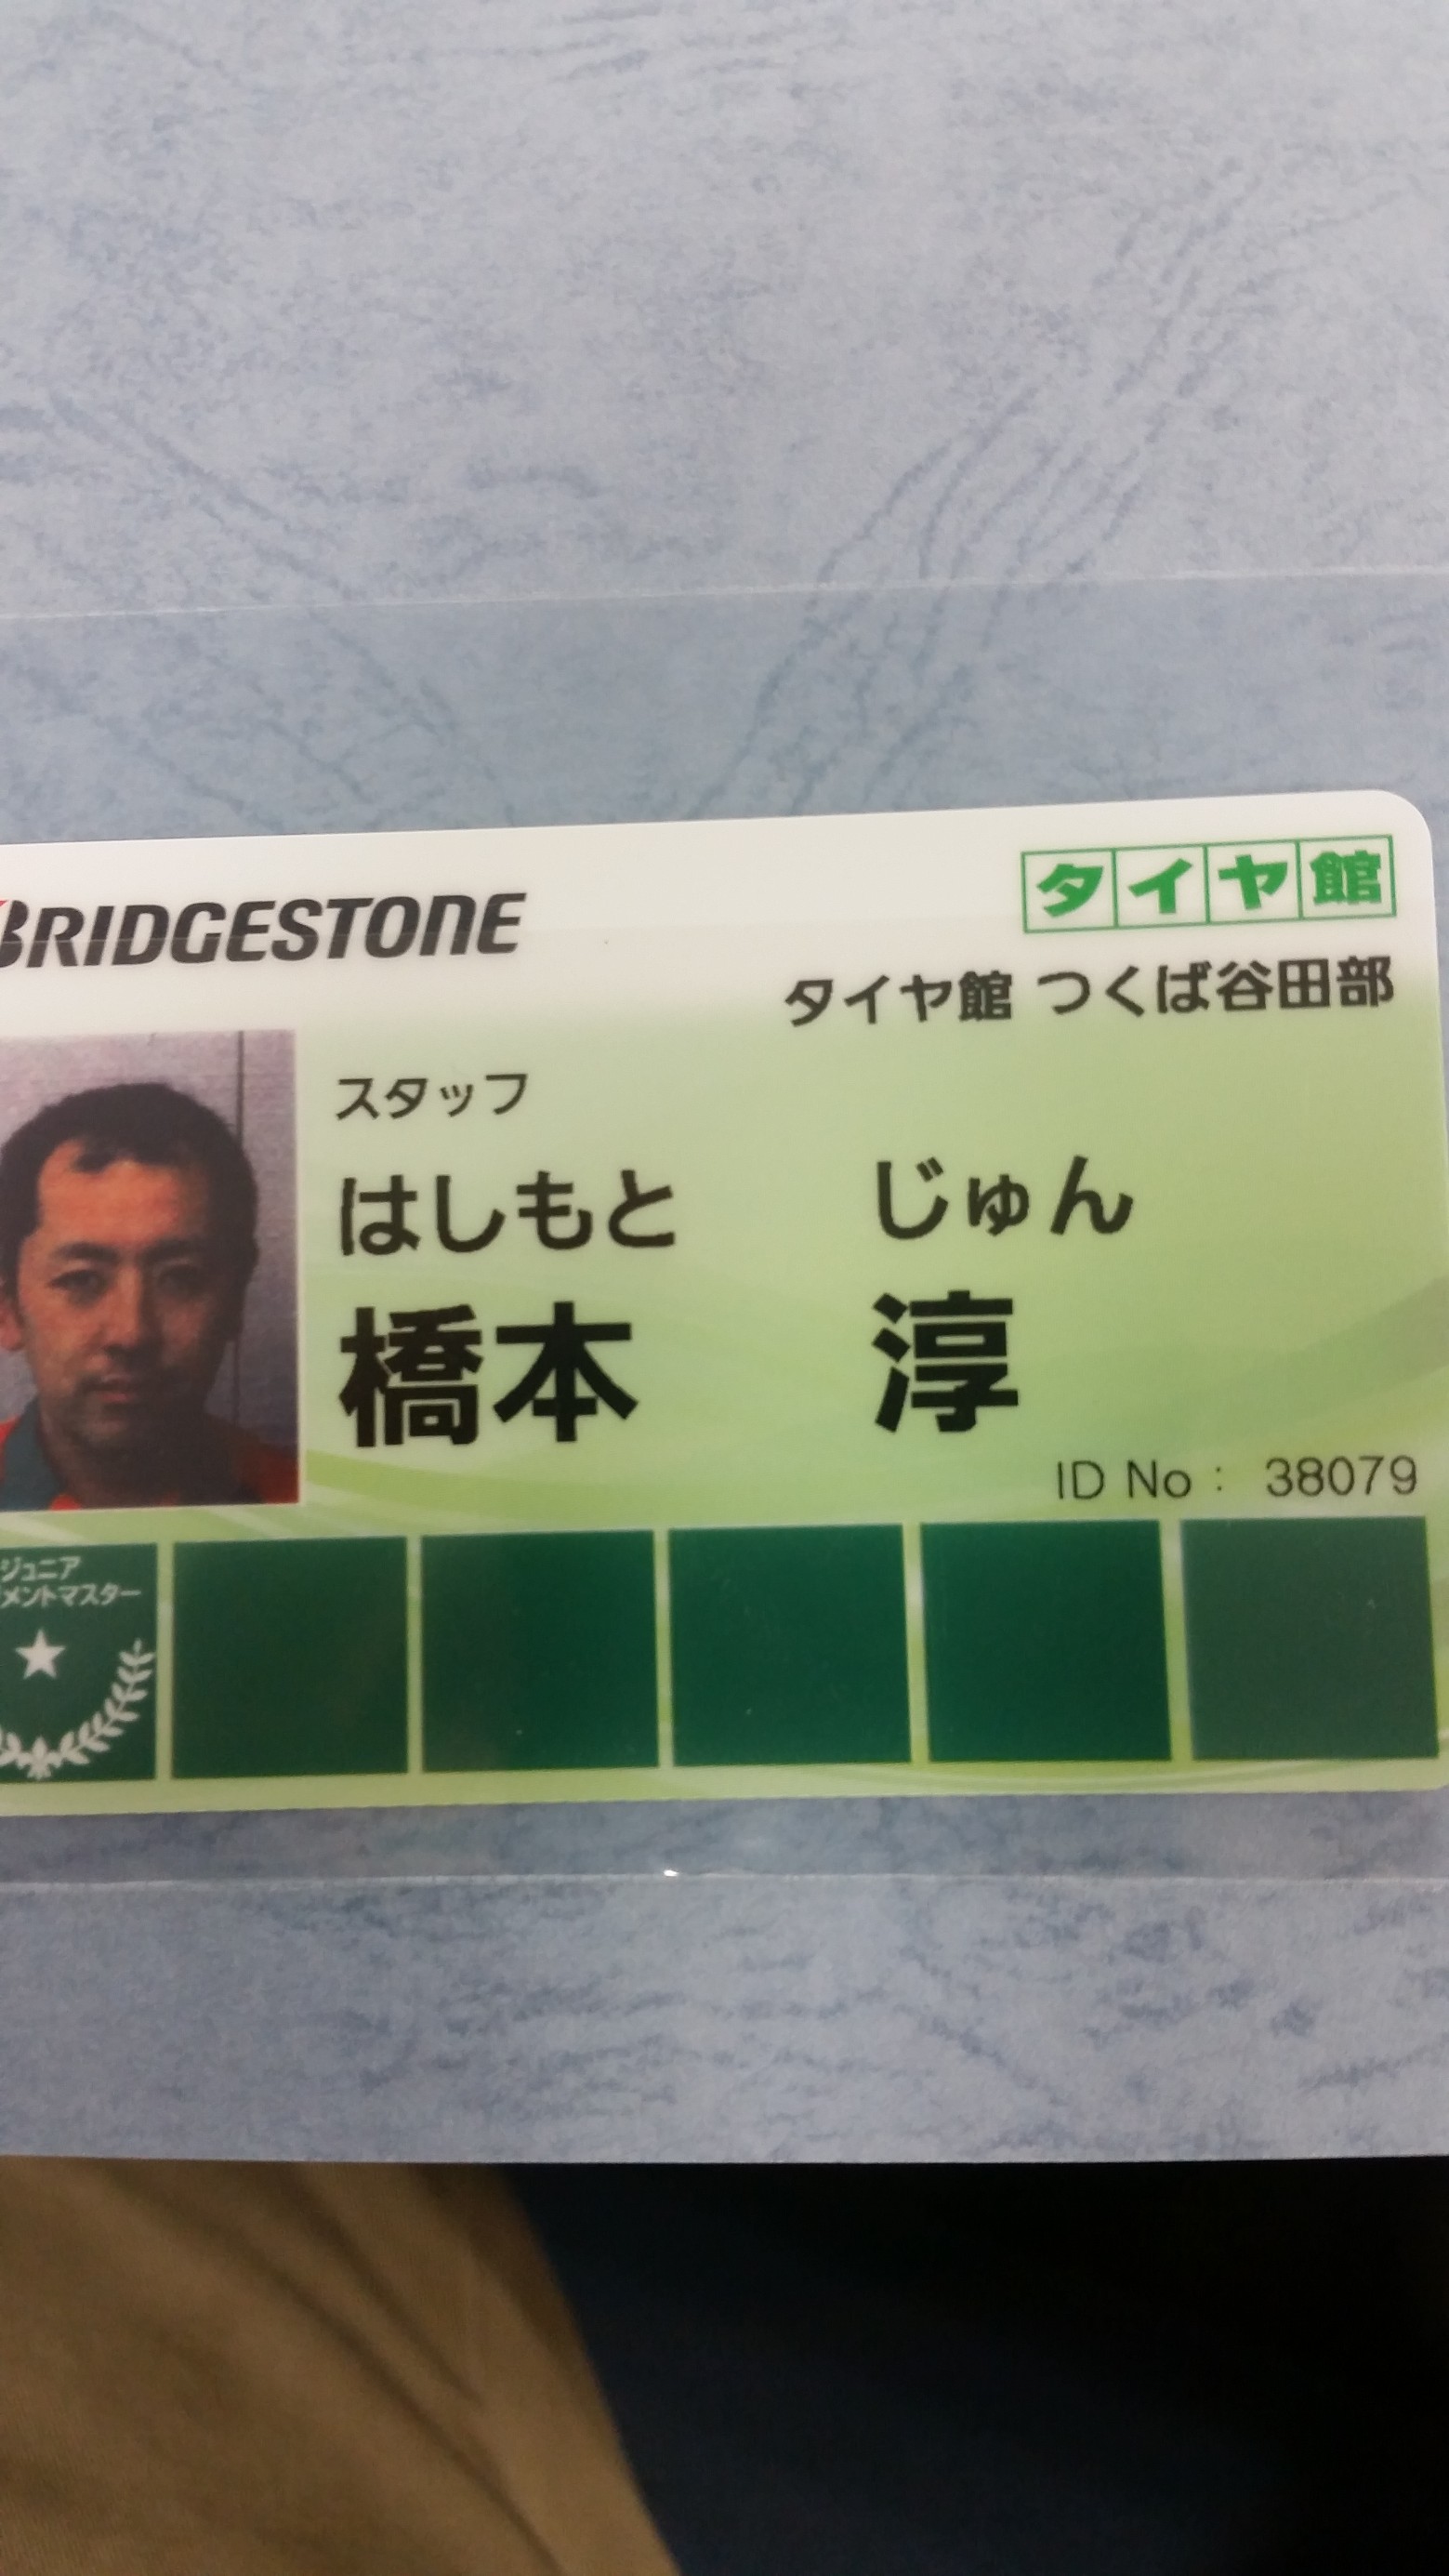 BRIDGESTONE
タイヤ館
タイヤ館 つくば谷田部
スタッフ
はしもと じゅん
橋本 淳
ID No : 38079
ジュニア
メントマスター